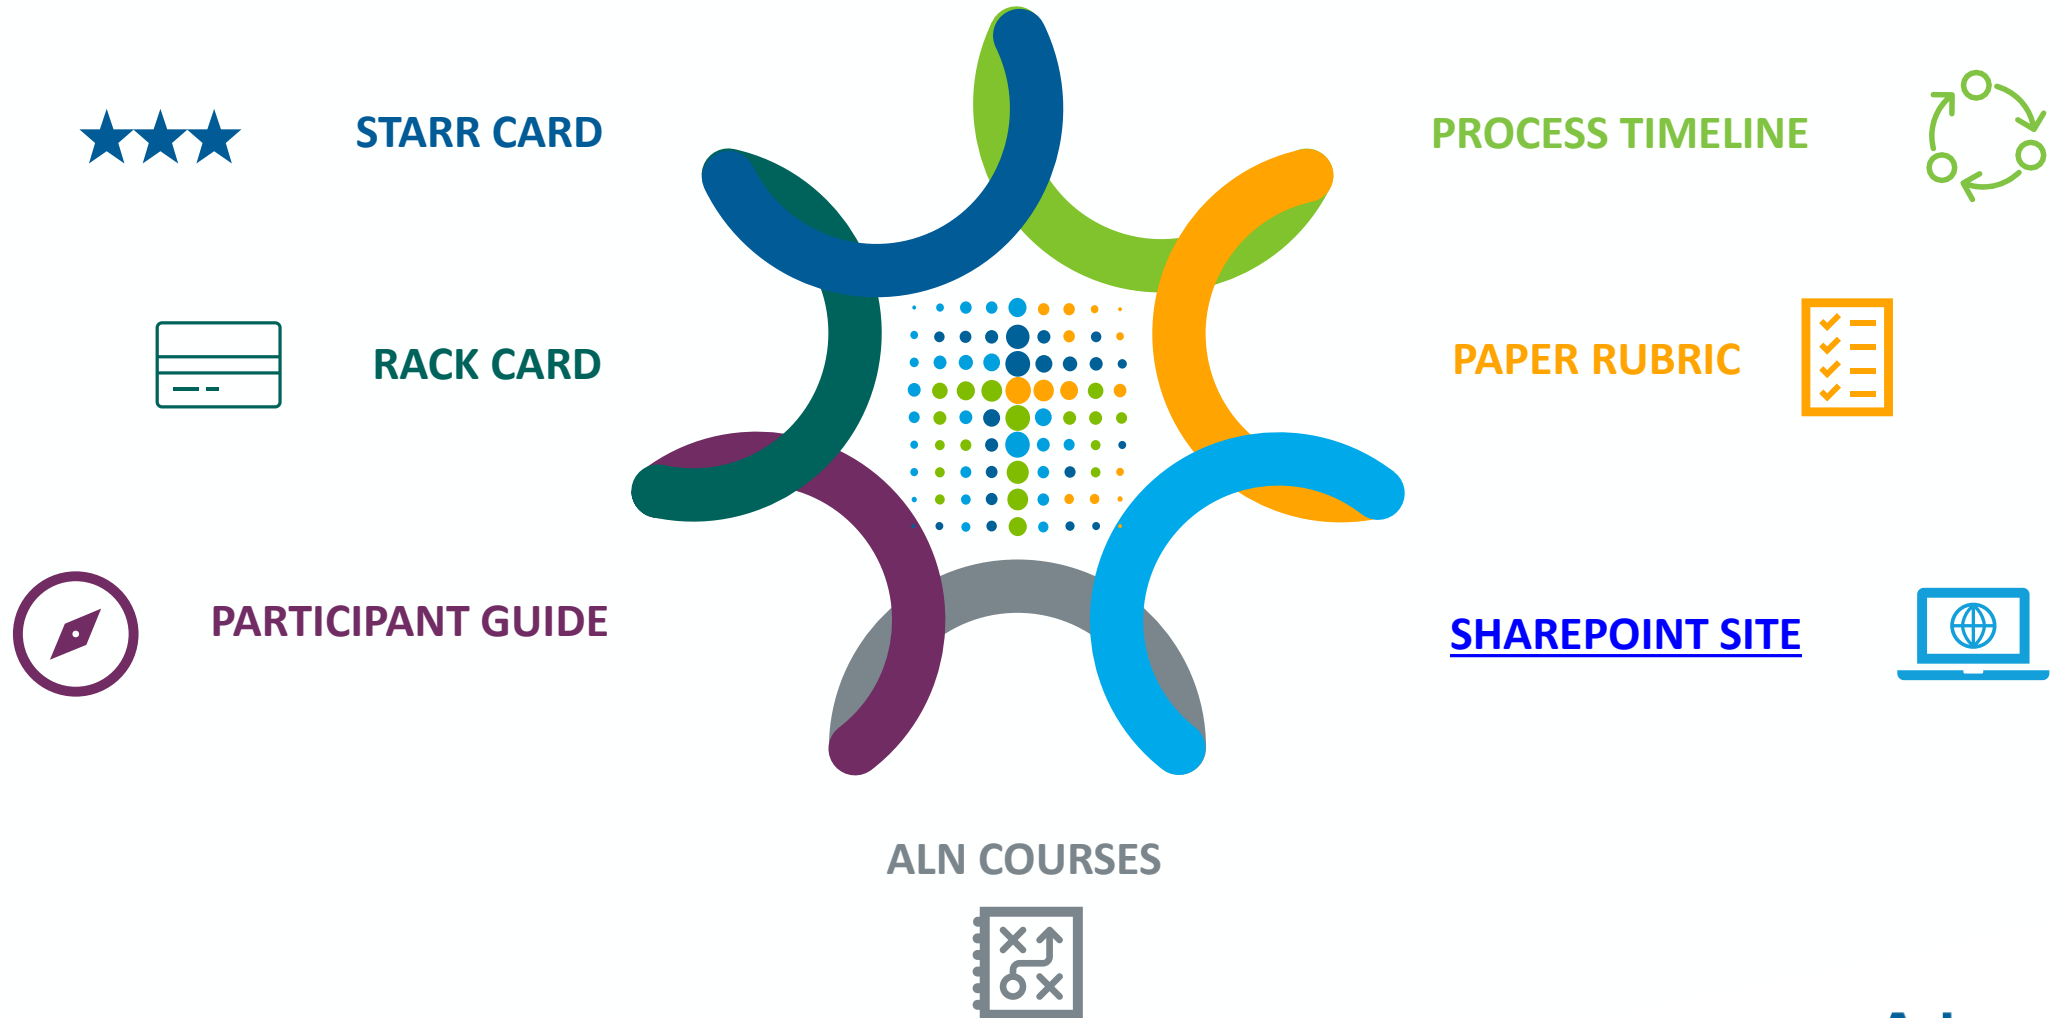 STARR CARD
PROCESS TIMELINE
RACK CARD
PAPER RUBRIC
PARTICIPANT GUIDE
SHAREPOINT SITE
ALN COURSES